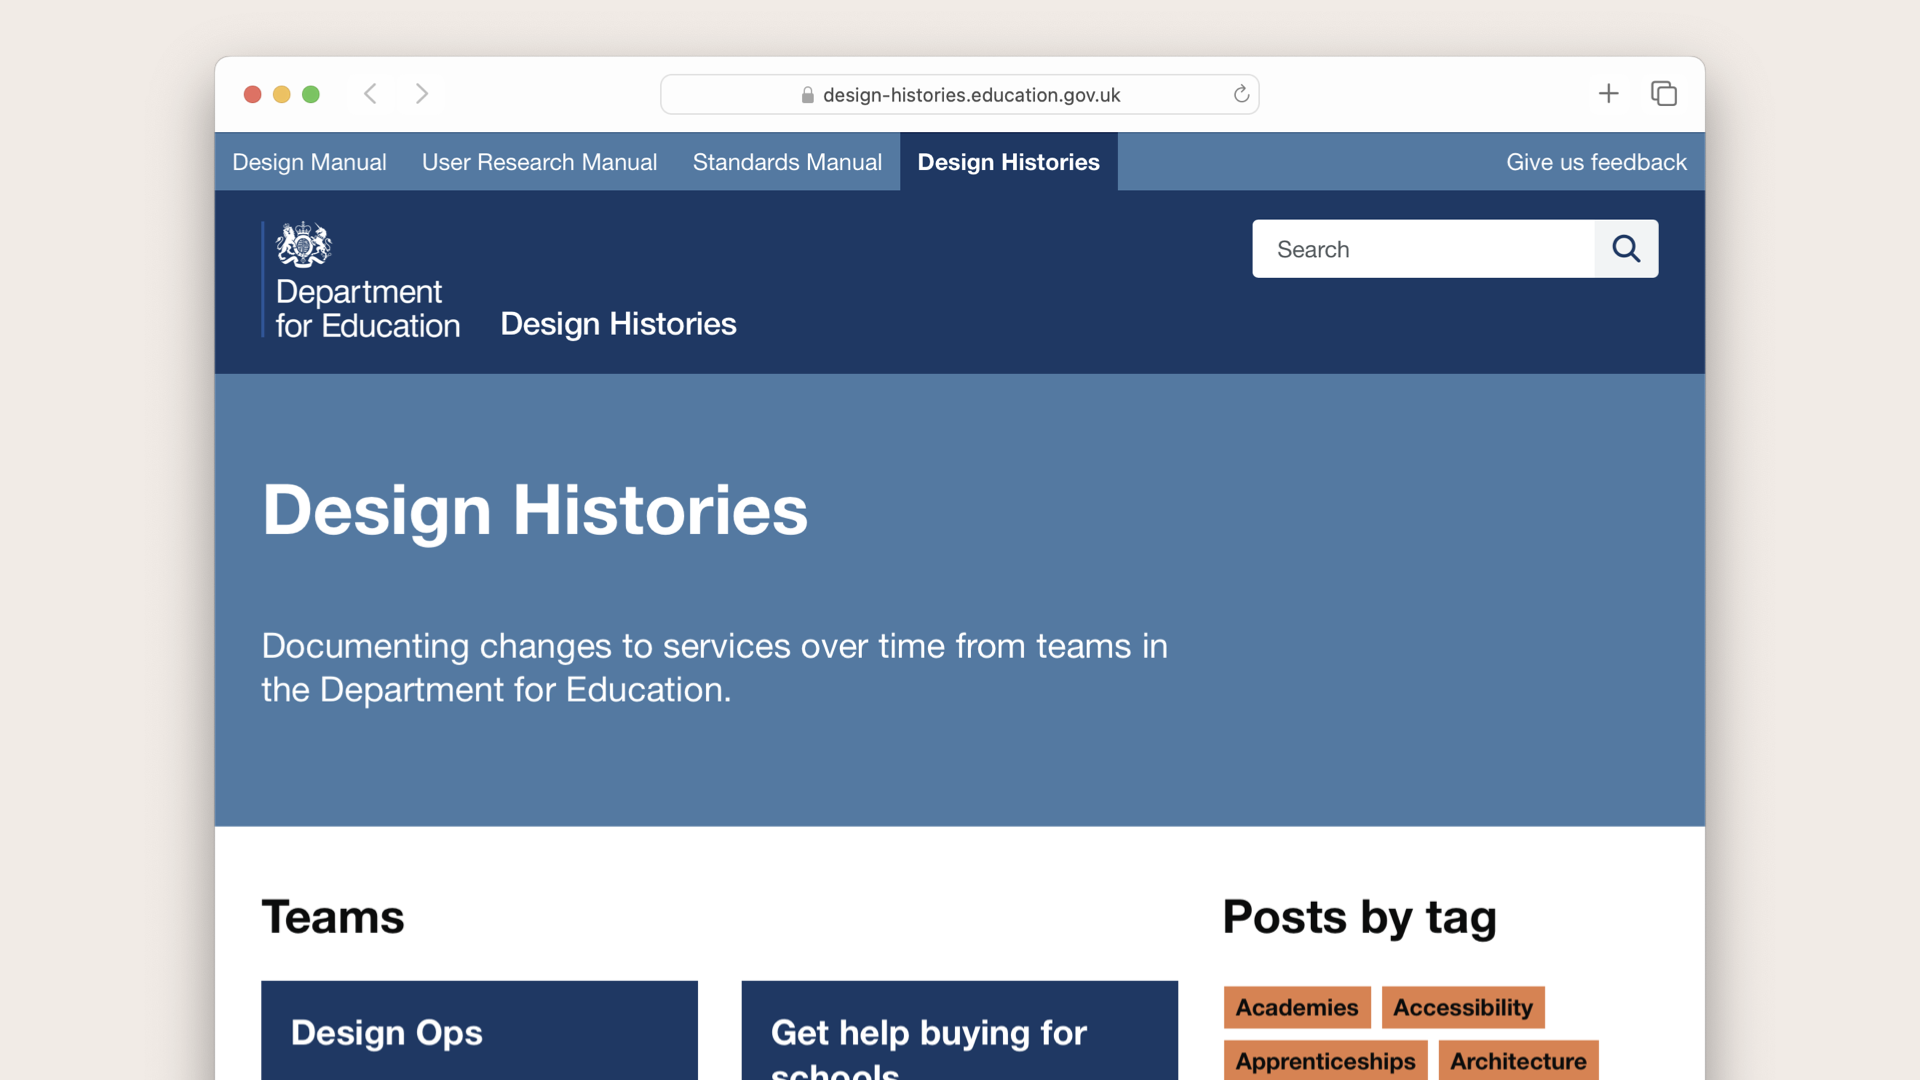 design-histories.education.gov.uk
Design Manual
User Research Manual
Standards Manual
Design Histories
Give us feedback
Department
for Education
Design Histories
Search
Design Histories
Documenting changes to services over time from teams in
the Department for Education.
Teams
Design Ops
Get help buying for
schools
Posts by tag
Academies
Accessibility
Apprenticeships
Architecture